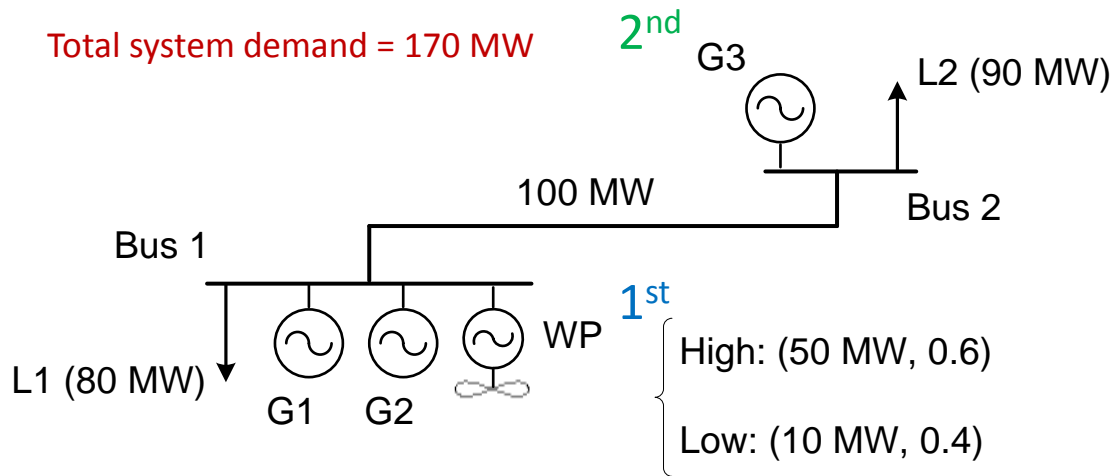 Total system demand = 170 MW
2nd
G3
L2 (90 MW)
100 MW
Bus 2
Bus 1
1st
WP
High: (50 MW, 0.6)
L1 (80 MW)
G1
G2
Low: (10 MW, 0.4)